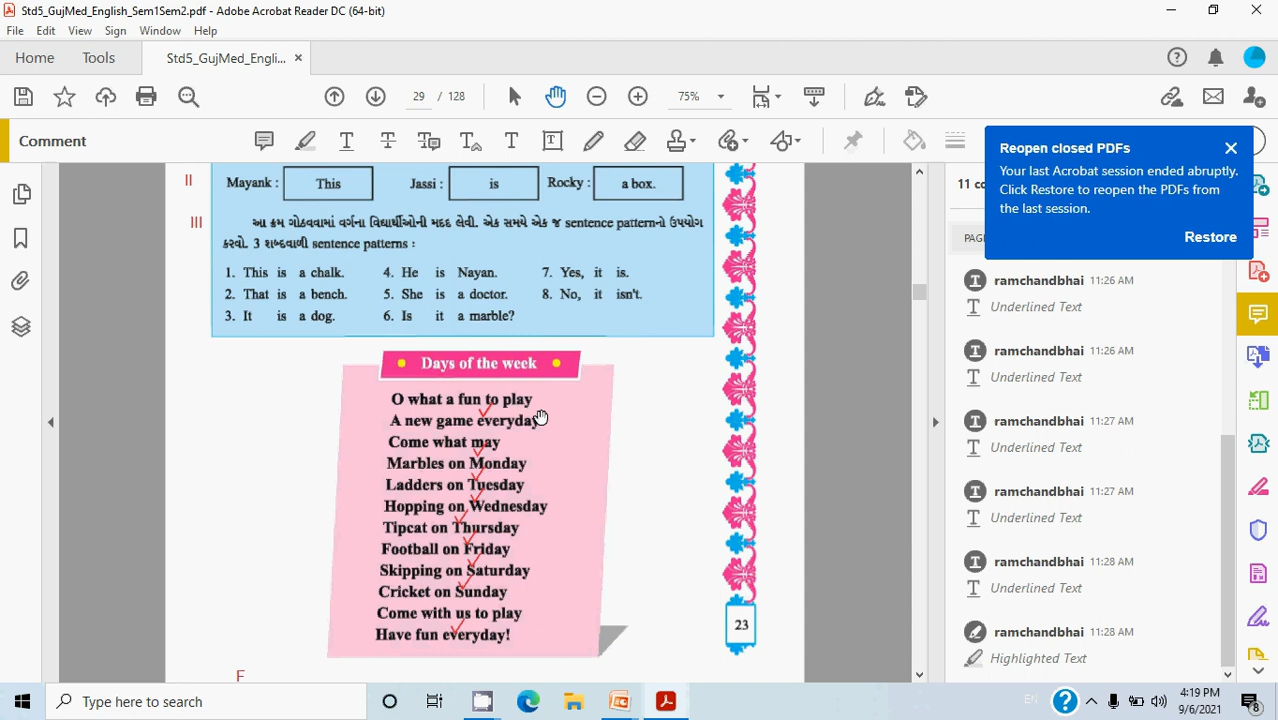 Std5_GujMed_English_Sem1Sem2.pdf - Adobe Acrobat Reader DC (64-bit)
File Edit View Sign Window Help
Home Tools Std5_GujMed_Engli... ×
29 / 128 75%
Comment
Reopen closed PDFs
Your last Acrobat session ended abruptly.
Click Restore to reopen the PDFs from
the last session.
Restore
11 co
PAG
II Mayank : This Jassi : is Rocky : a box.
III આ ક્રમ ગોઠવવામાં વર્ગના વિદ્યાર્થીઓની મદદ લેવી. એક સમયે એક જ sentence patternનો ઉપયોગ
કરવો. 3 શબ્દવાળી sentence patterns :
1. This is a chalk. 4. He is Nayan. 7. Yes, it is.
2. That is a bench. 5. She is a doctor. 8. No, it isn't.
3. It is a dog. 6. Is it a marble?
Days of the week
O what a fun to play
A new game everyday
Come what may
Marbles on Monday
Ladders on Tuesday
Hopping on Wednesday
Tipcat on Thursday
Football on Friday
Skipping on Saturday
Cricket on Sunday
Come with us to play
Have fun everyday!
23
F
ramchandbhai 11:26 AM
Underlined Text
ramchandbhai 11:26 AM
Underlined Text
ramchandbhai 11:27 AM
Underlined Text
ramchandbhai 11:27 AM
Underlined Text
ramchandbhai 11:28 AM
Underlined Text
ramchandbhai 11:28 AM
Highlighted Text
Type here to search
EN
4:19 PM
9/6/2021
8